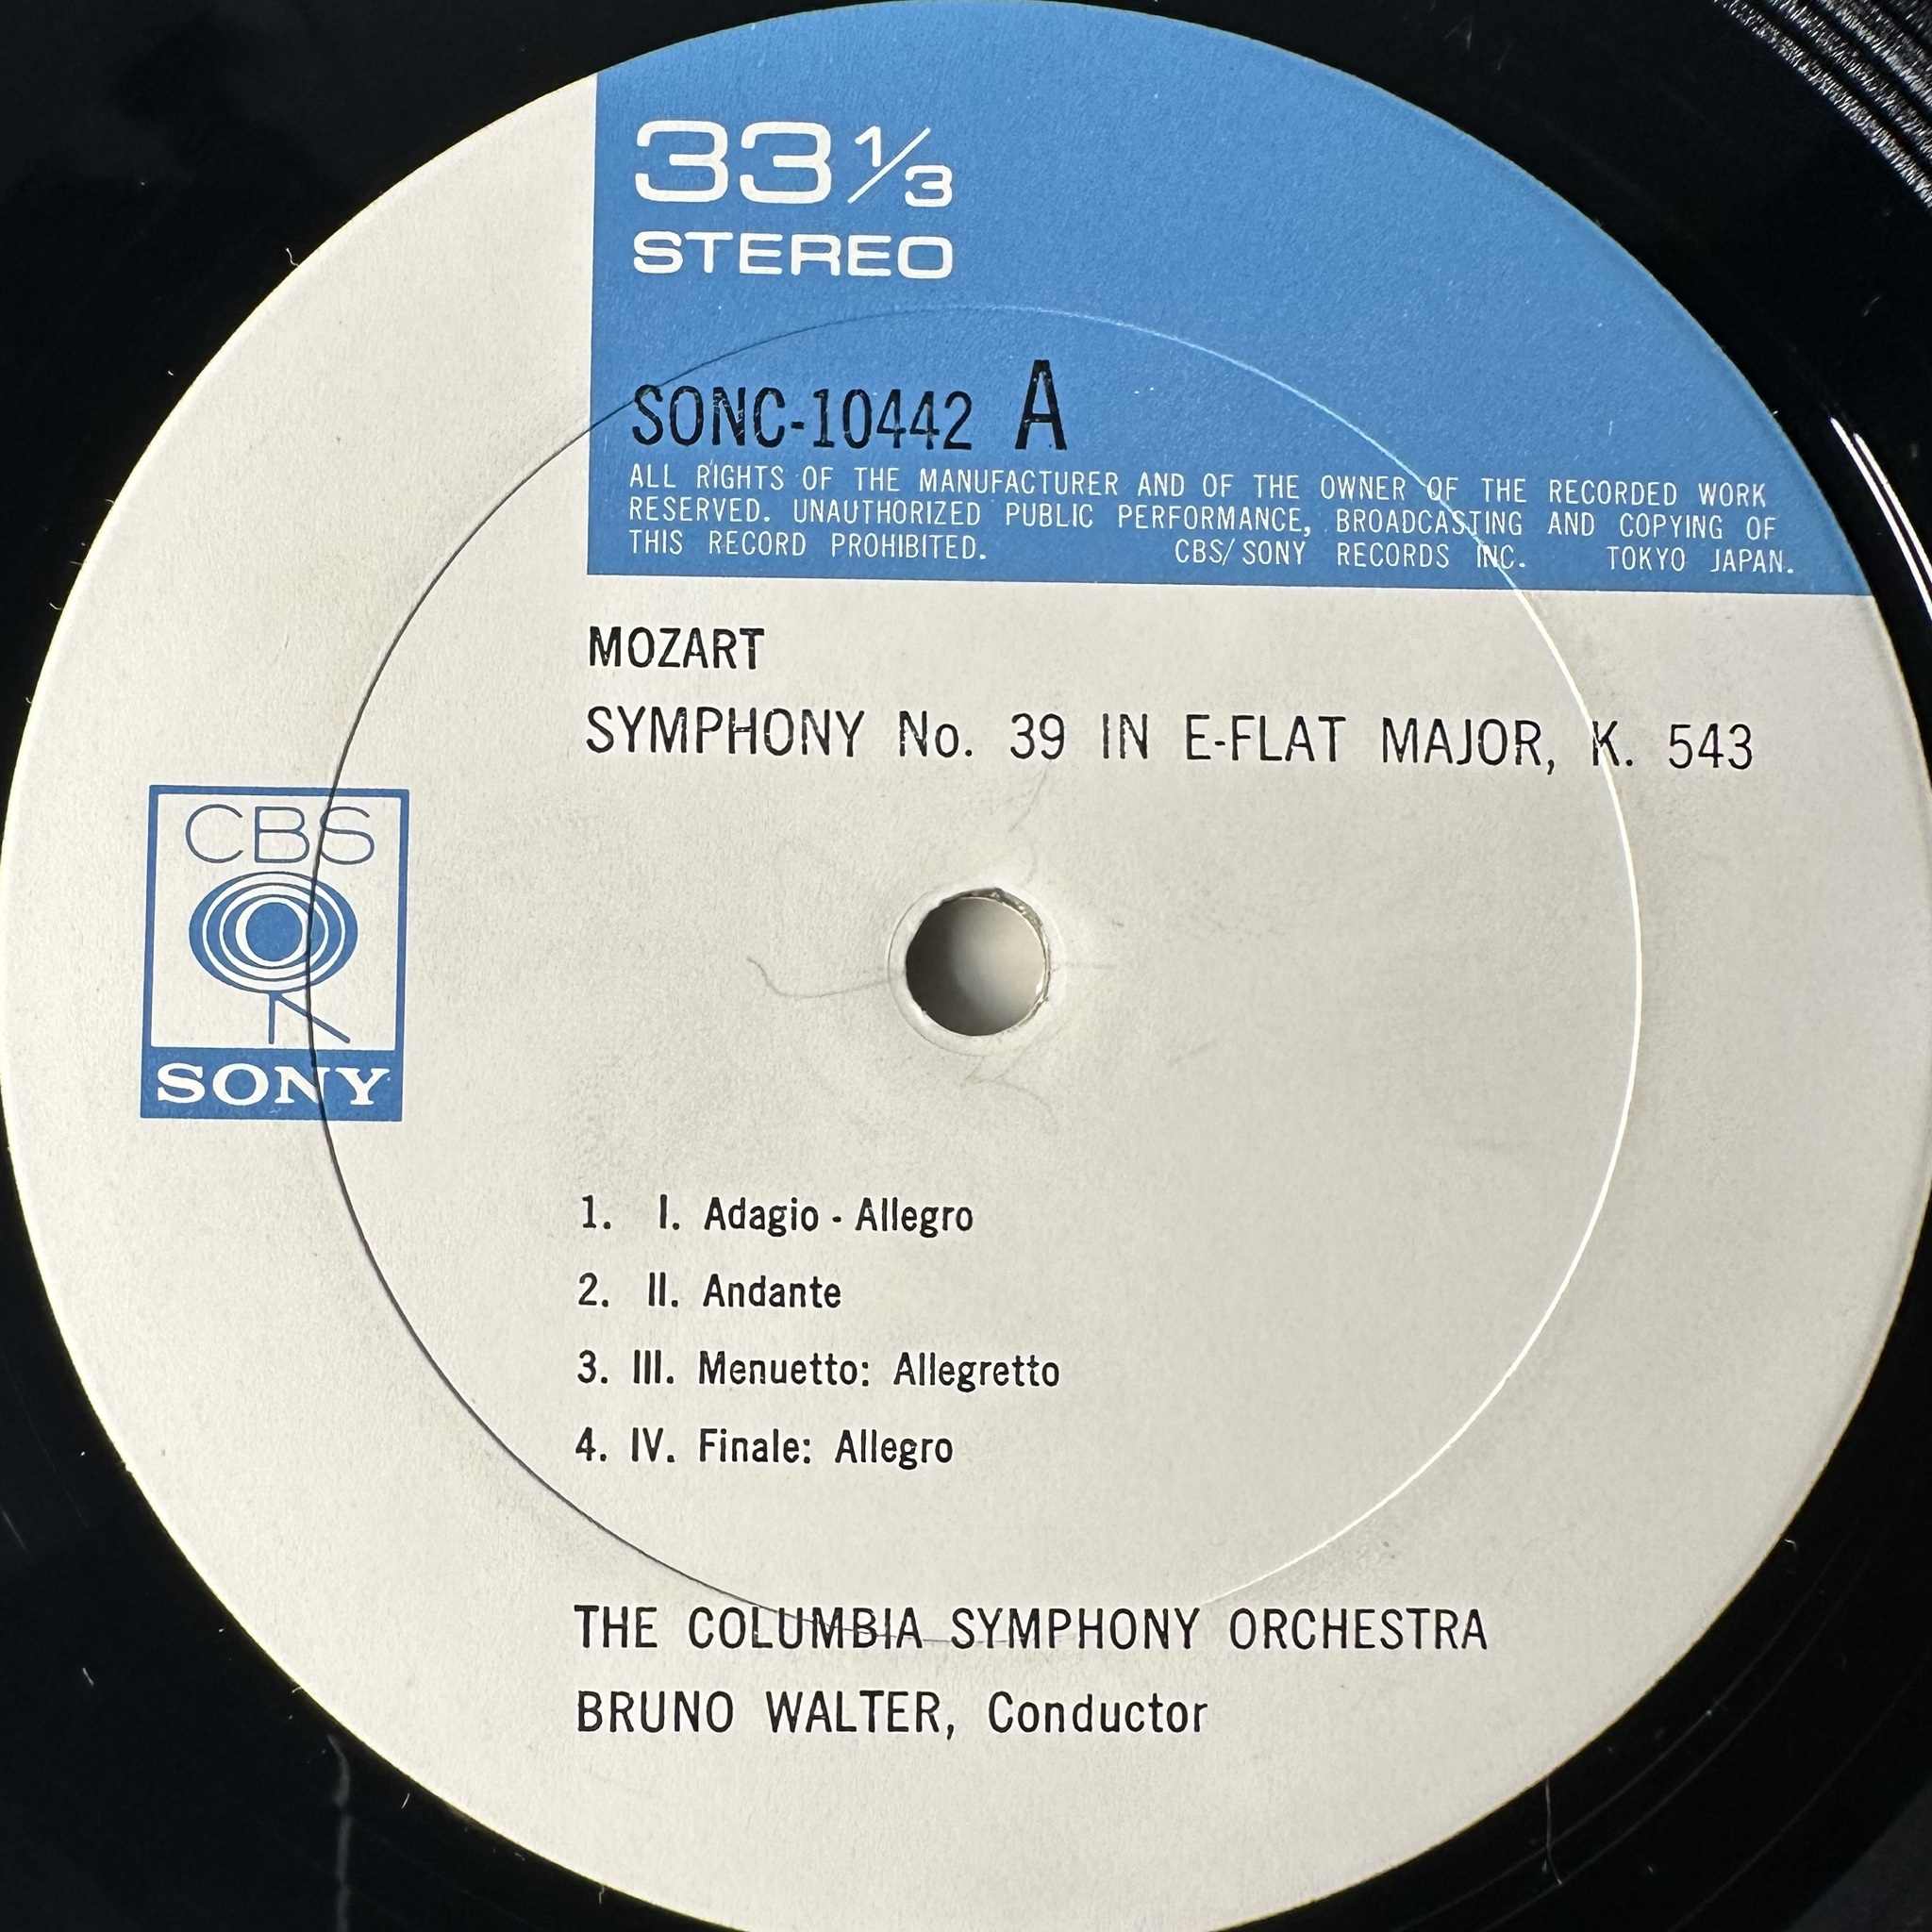 33 1/3
STEREO
SONC-10442 A
ALL RIGHTS OF THE MANUFACTURER AND OF THE OWNER OF THE RECORDED WORK
RESERVED. UNAUTHORIZED PUBLIC PERFORMANCE, BROADCASTING AND COPYING OF
THIS RECORD PROHIBITED. CBS/SONY RECORDS INC. TOKYO JAPAN.
MOZART
SYMPHONY No. 39 IN E-FLAT MAJOR, K. 543
CBS
SONY
1. I. Adagio - Allegro
2. II. Andante
3. III. Menuetto: Allegretto
4. IV. Finale: Allegro
THE COLUMBIA SYMPHONY ORCHESTRA
BRUNO WALTER, Conductor